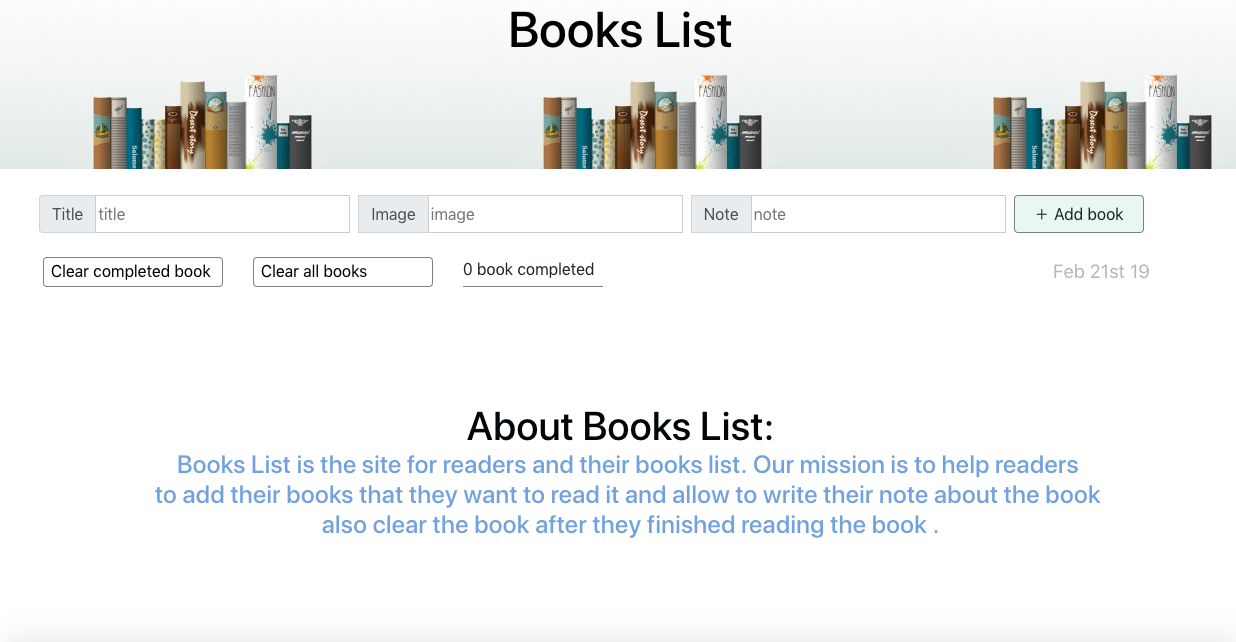 Books List
FASHION FASHION FASHION
Desert story Desert story Desert story
Salome Salome Salome
Title title Image image Note note + Add book
Clear completed book Clear all books 0 book completed Feb 21st 19
About Books List:
Books List is the site for readers and their books list. Our mission is to help readers
to add their books that they want to read it and allow to write their note about the book
also clear the book after they finished reading the book .